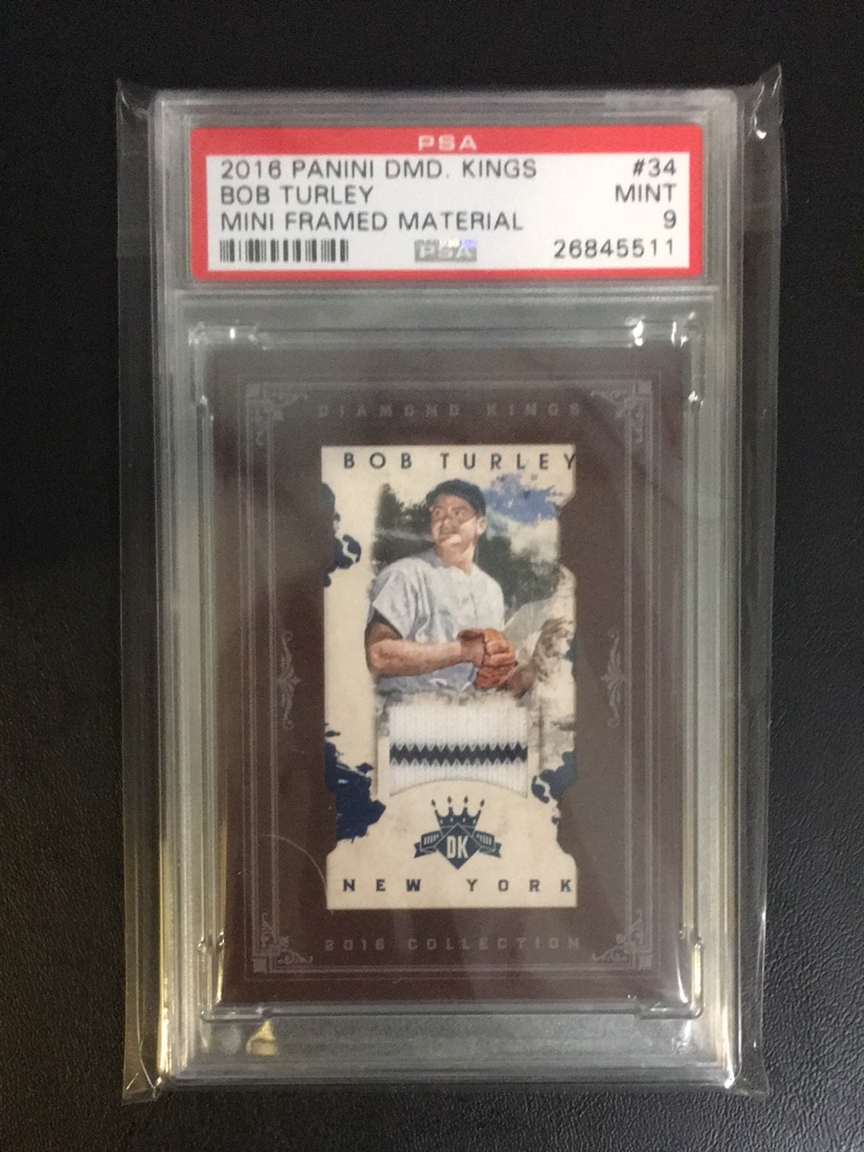 PSA
2016 PANINI DMD. KINGS #34
BOB TURLEY MINT
MINI FRAMED MATERIAL 9
PSA 26845511
DIAMOND KINGS
BOB TURLEY
DK
NEW YORK
2016 COLLECTION